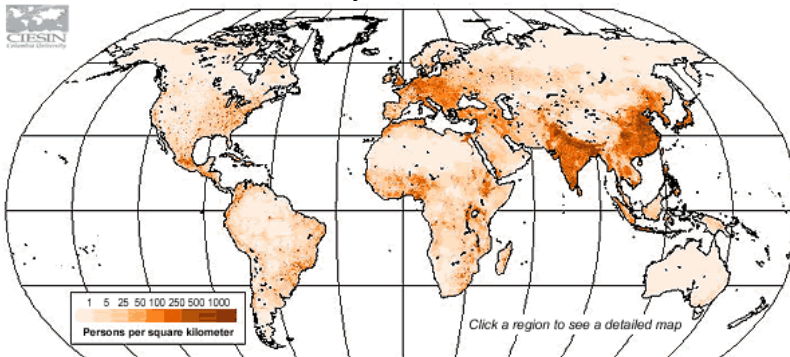 CIESIN
Columbia University
1 5 25 50 100 250 500 1000
Persons per square kilometer
Click a region to see a detailed map